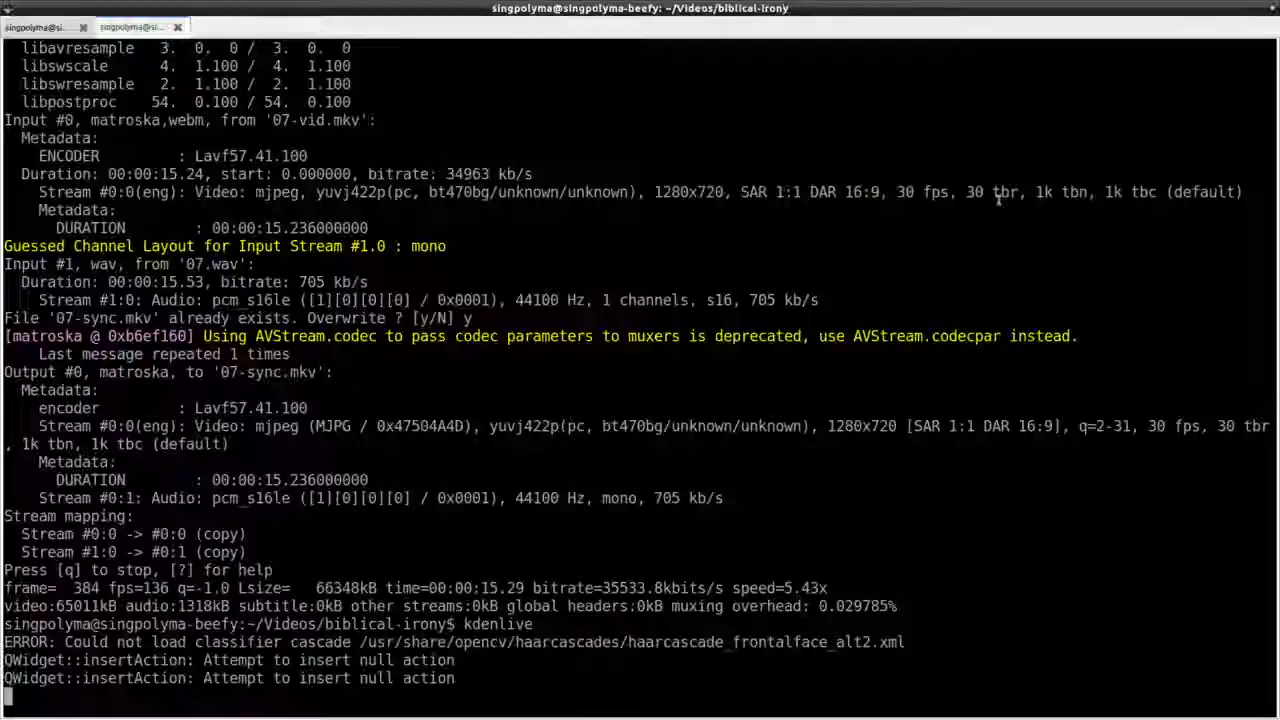 singpolyma@singpolyma-beefy: ~/Videos/biblical-irony
singpolyma@si... singpolyma@si...
libavresample   3.  0.  0 / 3.  0.  0
libswscale      4.  1.100 / 4.  1.100
libswresample   2.  1.100 / 2.  1.100
libpostproc    54.  0.100 / 54.  0.100
Input #0, matroska,webm, from '07-vid.mkv':
Metadata:
ENCODER         : Lavf57.41.100
Duration: 00:00:15.24, start: 0.000000, bitrate: 34963 kb/s
Stream #0:0(eng): Video: mjpeg, yuvj422p(pc, bt470bg/unknown/unknown), 1280x720, SAR 1:1 DAR 16:9, 30 fps, 30 tbr, 1k tbn, 1k tbc (default)
Metadata:
DURATION        : 00:00:15.236000000
Guessed Channel Layout for Input Stream #1.0 : mono
Input #1, wav, from '07.wav':
Duration: 00:00:15.53, bitrate: 705 kb/s
Stream #1:0: Audio: pcm_s16le ([1][0][0][0] / 0x0001), 44100 Hz, 1 channels, s16, 705 kb/s
File '07-sync.mkv' already exists. Overwrite ? [y/N] y
[matroska @ 0xb6ef160] Using AVStream.codec to pass codec parameters to muxers is deprecated, use AVStream.codecpar instead.
Last message repeated 1 times
Output #0, matroska, to '07-sync.mkv':
Metadata:
encoder         : Lavf57.41.100
Stream #0:0(eng): Video: mjpeg (MJPG / 0x47504A4D), yuvj422p(pc, bt470bg/unknown/unknown), 1280x720 [SAR 1:1 DAR 16:9], q=2-31, 30 fps, 30 tbr
, 1k tbn, 1k tbc (default)
Metadata:
DURATION        : 00:00:15.236000000
Stream #0:1: Audio: pcm_s16le ([1][0][0][0] / 0x0001), 44100 Hz, mono, 705 kb/s
Stream mapping:
Stream #0:0 -> #0:0 (copy)
Stream #1:0 -> #0:1 (copy)
Press [q] to stop, [?] for help
frame=  384 fps=136 q=-1.0 Lsize=   66348kB time=00:00:15.29 bitrate=35533.8kbits/s speed=5.43x
video:65011kB audio:1318kB subtitle:0kB other streams:0kB global headers:0kB muxing overhead: 0.029785%
singpolyma@singpolyma-beefy:~/Videos/biblical-irony$ kdenlive
ERROR: Could not load classifier cascade /usr/share/opencv/haarcascades/haarcascade_frontalface_alt2.xml
QWidget::insertAction: Attempt to insert null action
QWidget::insertAction: Attempt to insert null action